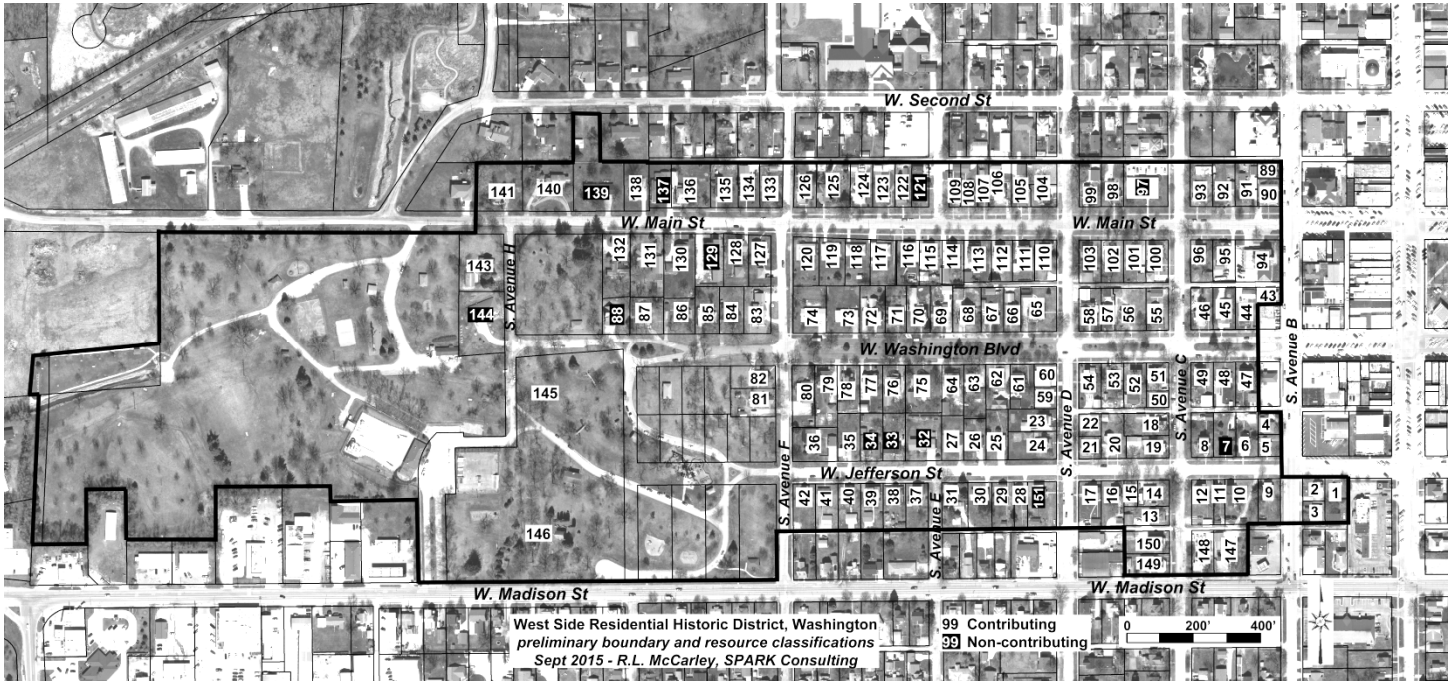 W. Second St
141 140 139 138 137 136 135 134 133 126 125 124 123 122 121 109 108 107 106 105 104 99 98 97 93 92 91 89 90
W. Main St W. Main St
143 S. Avenue H 132 131 130 129 128 127 120 119 118 117 116 115 114 113 112 111 110 103 102 101 100 96 95 94
144 88 87 86 85 84 83 74 73 72 71 70 69 68 67 66 65 58 57 56 55 46 45 44 43
W. Washington Blvd S. Avenue C S. Avenue B
145 82 81 80 79 78 77 76 75 64 63 62 61 60 59 54 53 52 51 50 49 48 47
36 35 34 33 32 27 26 25 23 24 S. Avenue D 22 21 20 18 19 8 7 6 4 5
S. Avenue F W. Jefferson St
146 42 41 40 39 38 37 S. Avenue E 31 30 29 28 151 17 16 15 14 13 12 11 10 9 2 3 1
150 149 148 147
W. Madison St W. Madison St
West Side Residential Historic District, Washington
preliminary boundary and resource classifications
Sept 2015 - R.L. McCarley, SPARK Consulting
99 Contributing
99 Non-contributing
0 200' 400'